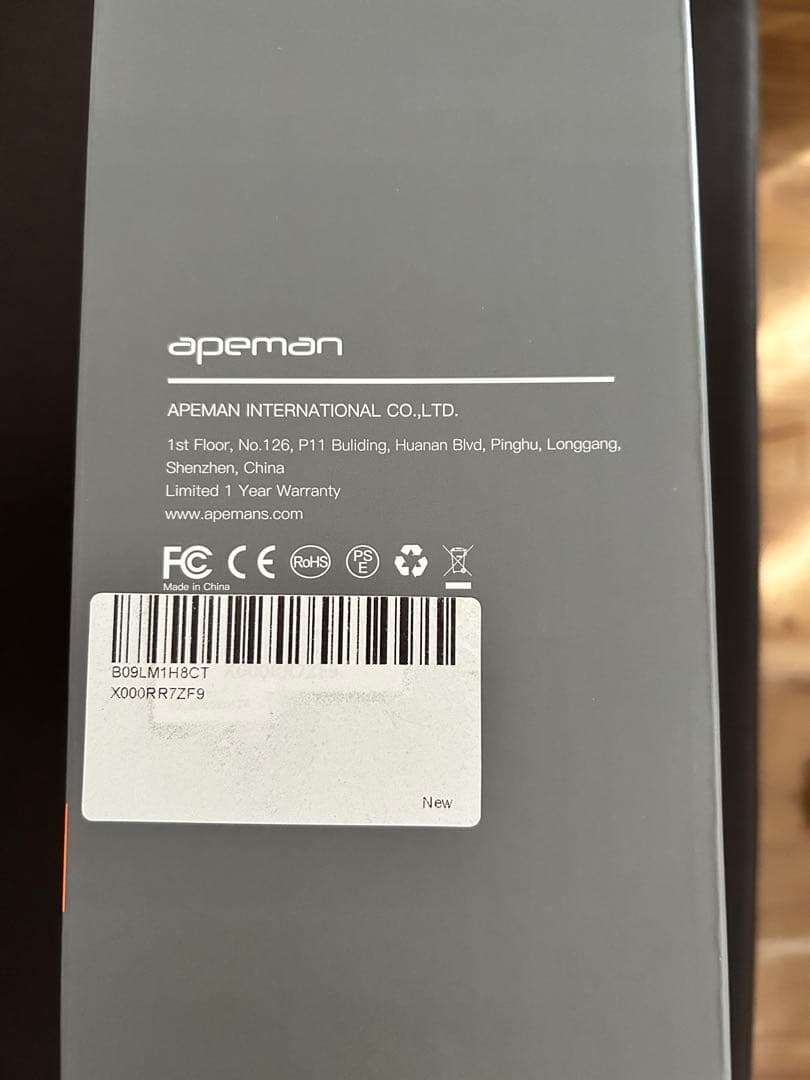 apeman
APEMAN INTERNATIONAL CO.,LTD.
1st Floor, No.126, P11 Buliding, Huanan Blvd, Pinghu, Longgang,
Shenzhen, China
Limited 1 Year Warranty
www.apemans.com
FC CE RoHS PS E
Made in China
B09LM1H8CT
X000RR7ZF9
New